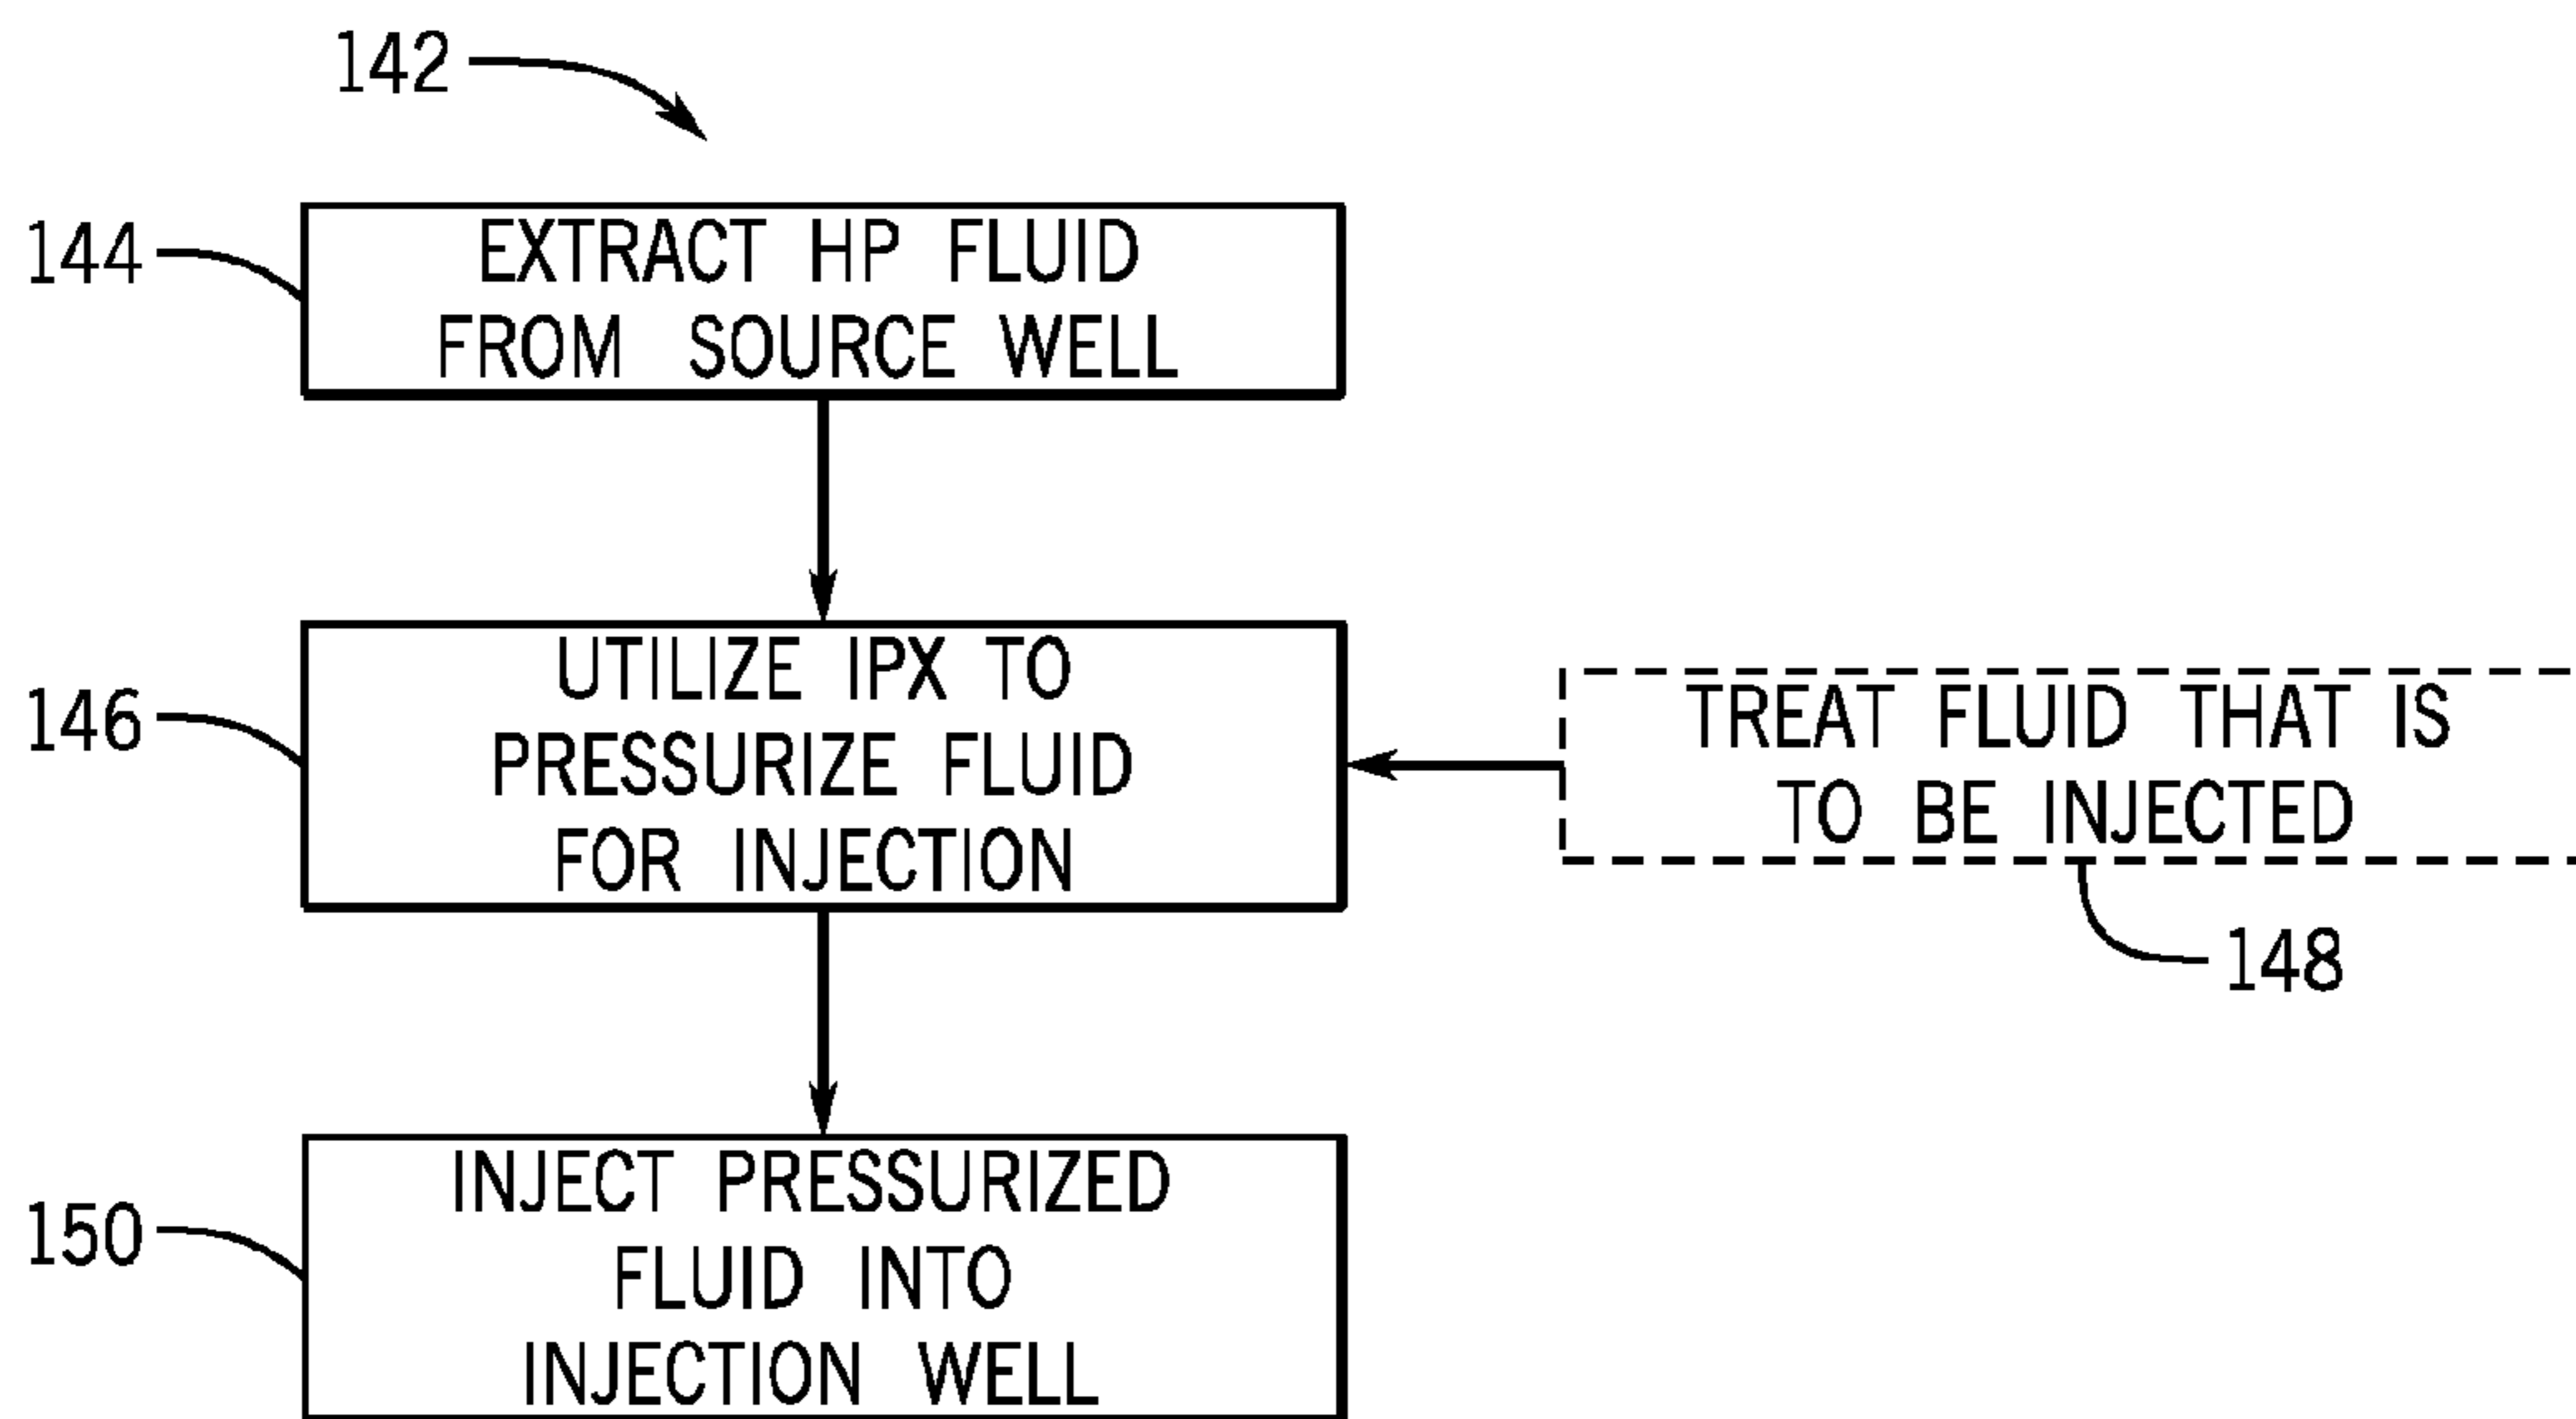 142
144
EXTRACT HP FLUID
FROM SOURCE WELL
146
UTILIZE IPX TO
PRESSURIZE FLUID
FOR INJECTION
TREAT FLUID THAT IS
TO BE INJECTED
148
150
INJECT PRESSURIZED
FLUID INTO
INJECTION WELL